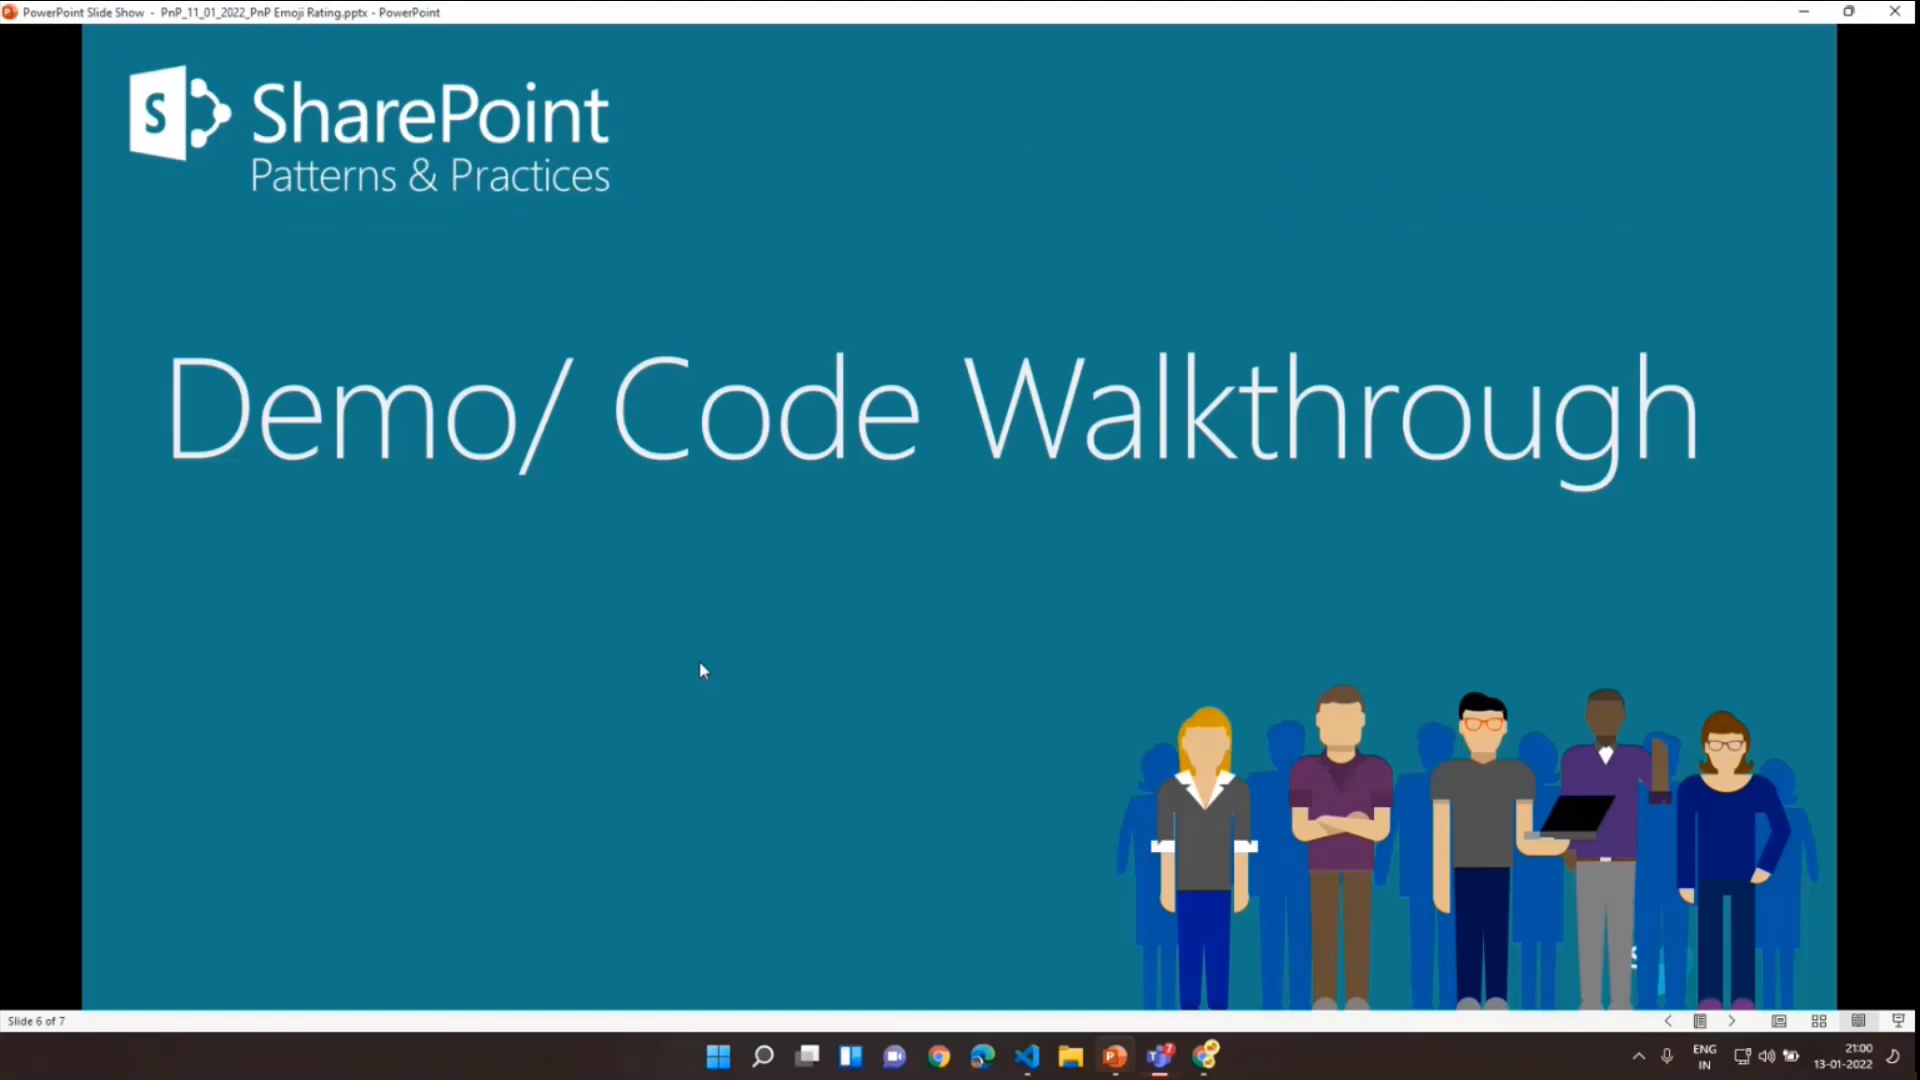 PowerPoint Slide Show - PnP_11_01_2022_PnP Emoji Rating.pptx - PowerPoint
S
SharePoint
Patterns & Practices
Demo/ Code Walkthrough
Slide 6 of 7
7
ENG
IN
21:00
13-01-2022